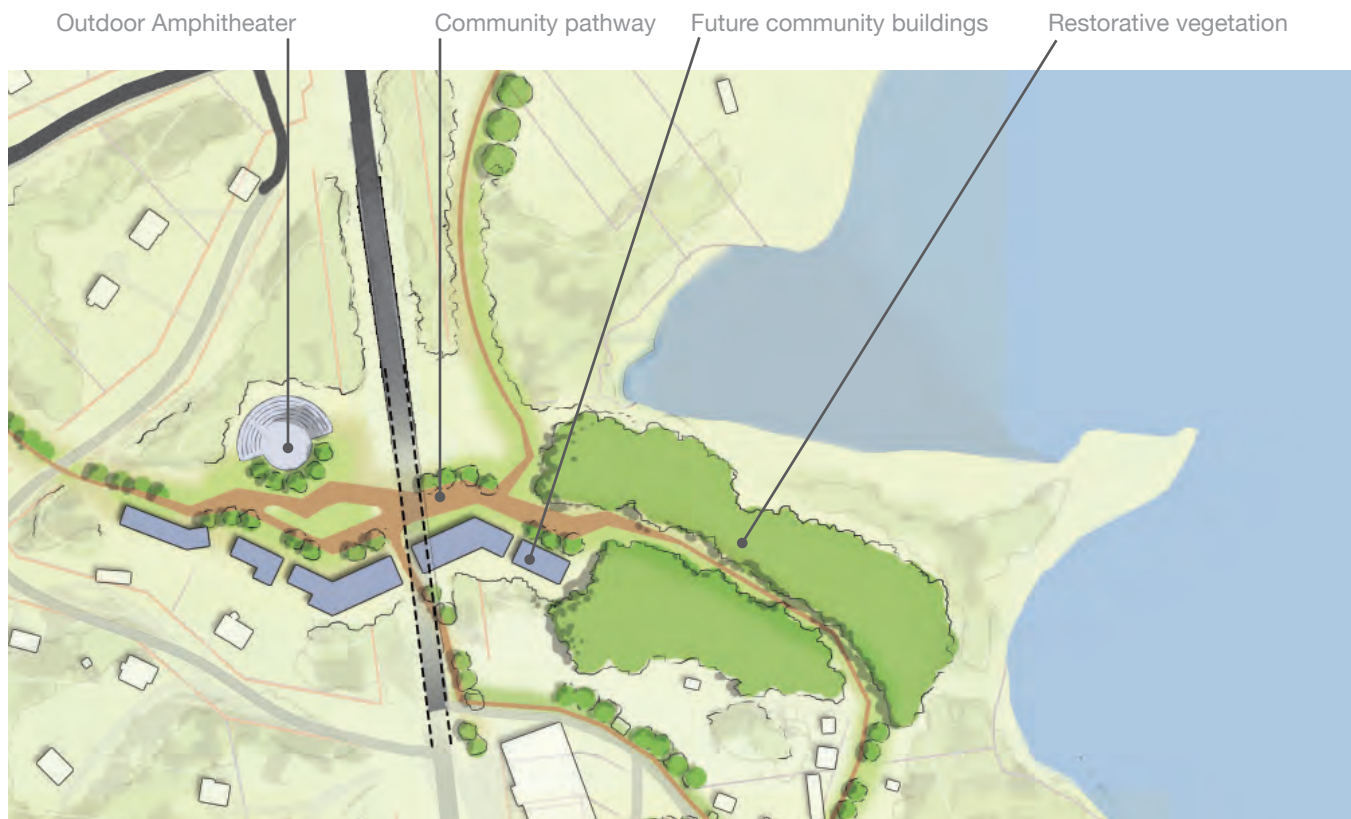 Outdoor Amphitheater
Community pathway
Future community buildings
Restorative vegetation